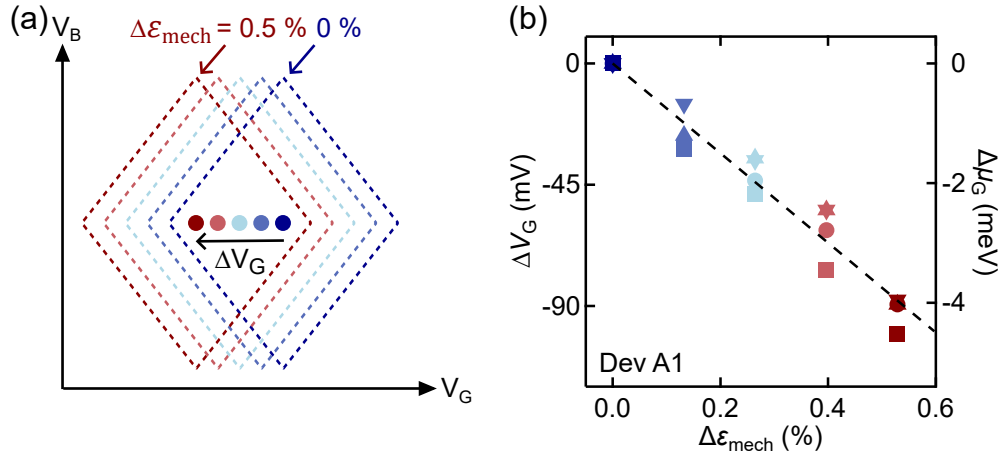 (a)
V_B
Δε_mech = 0.5 % 0 %
ΔV_G
V_G
(b)
0
-45
-90
ΔV_G (mV)
0
-2
-4
Δμ_G (meV)
Dev A1
0.0 0.2 0.4 0.6
Δε_mech (%)